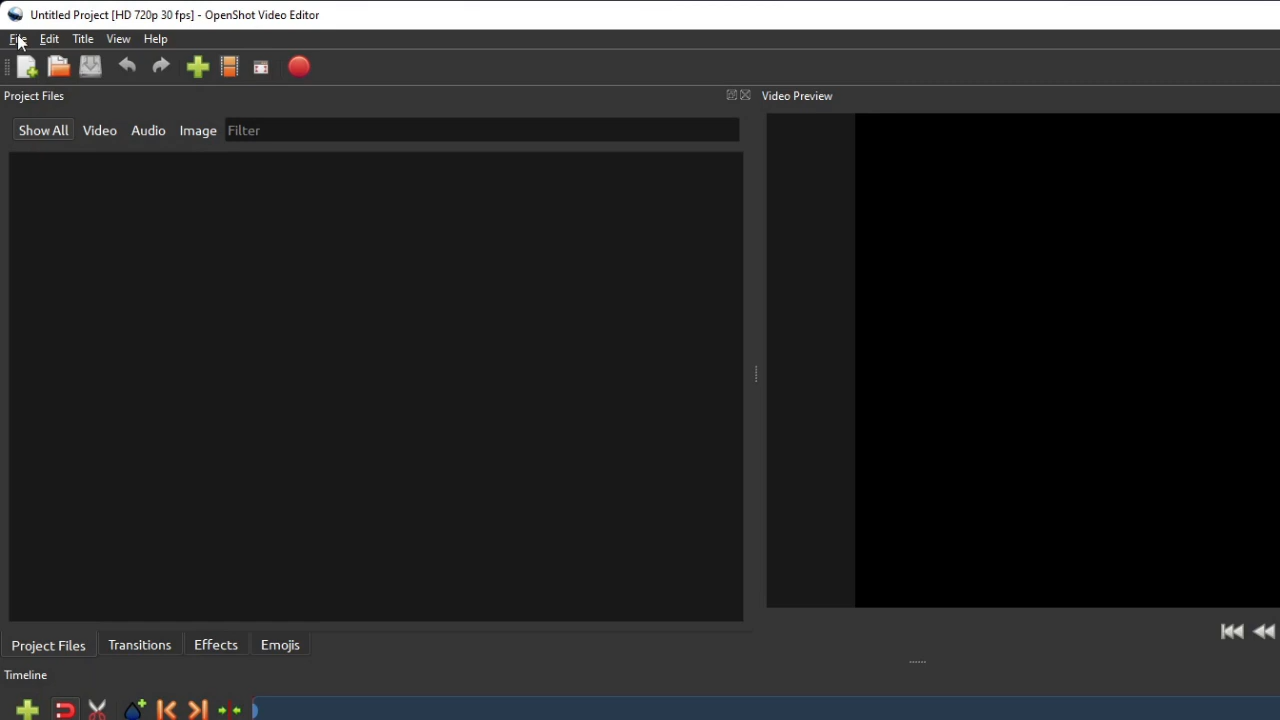 Untitled Project [HD 720p 30 fps] - OpenShot Video Editor
File Edit Title View Help
Project Files
Video Preview
Show All Video Audio Image Filter
Project Files Transitions Effects Emojis
Timeline